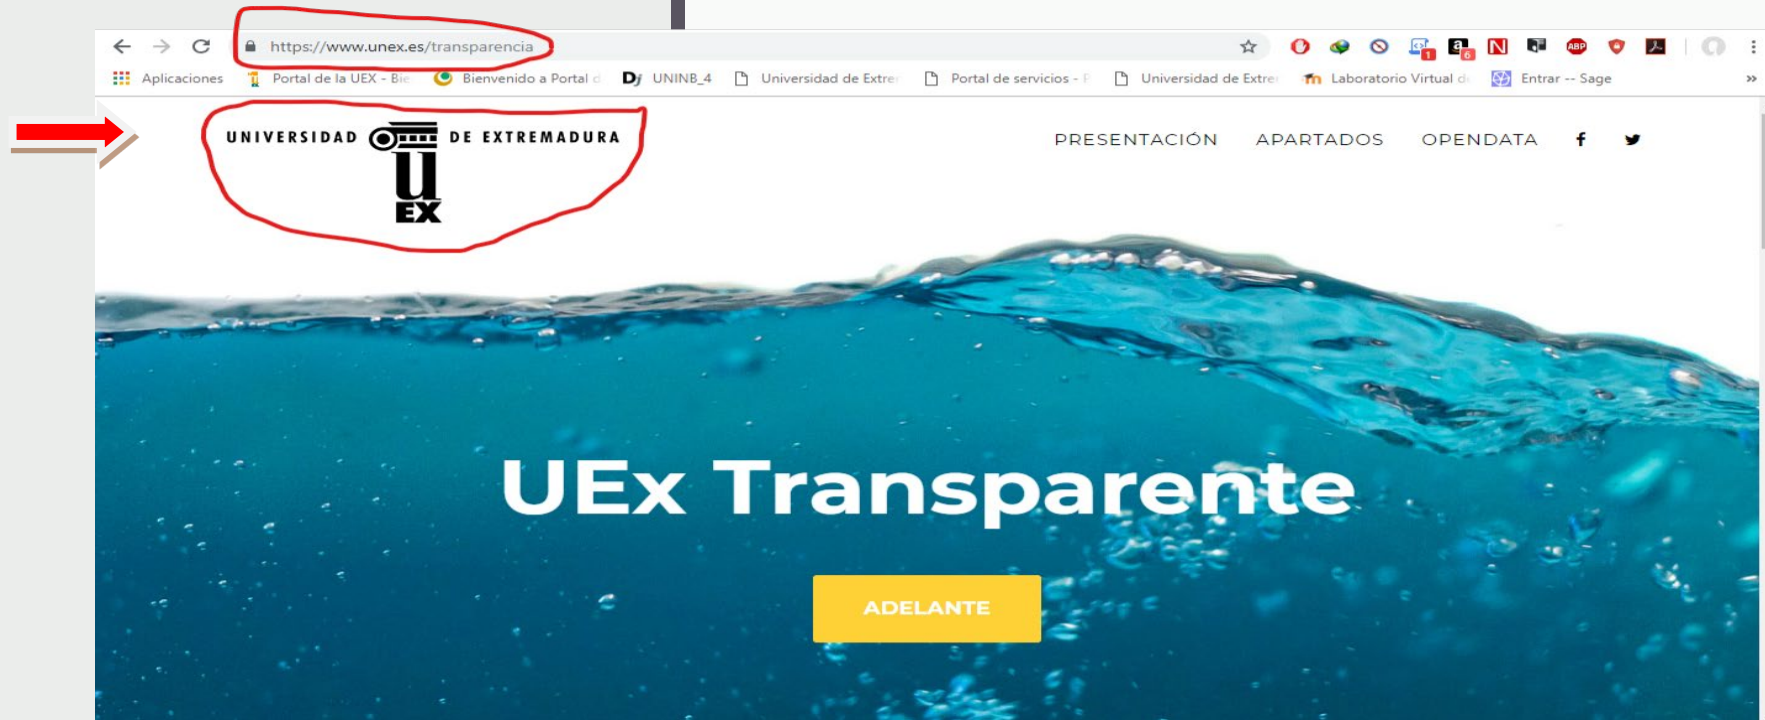 https://www.unex.es/transparencia
Aplicaciones Portal de la UEX - Bie Bienvenido a Portal d UNINB_4 Universidad de Extre Portal de servicios - P Universidad de Extre Laboratorio Virtual de Entrar -- Sage »
UNIVERSIDAD DE EXTREMADURA
U
EX
PRESENTACIÓN APARTADOS OPENDATA
UEx Transparente
ADELANTE